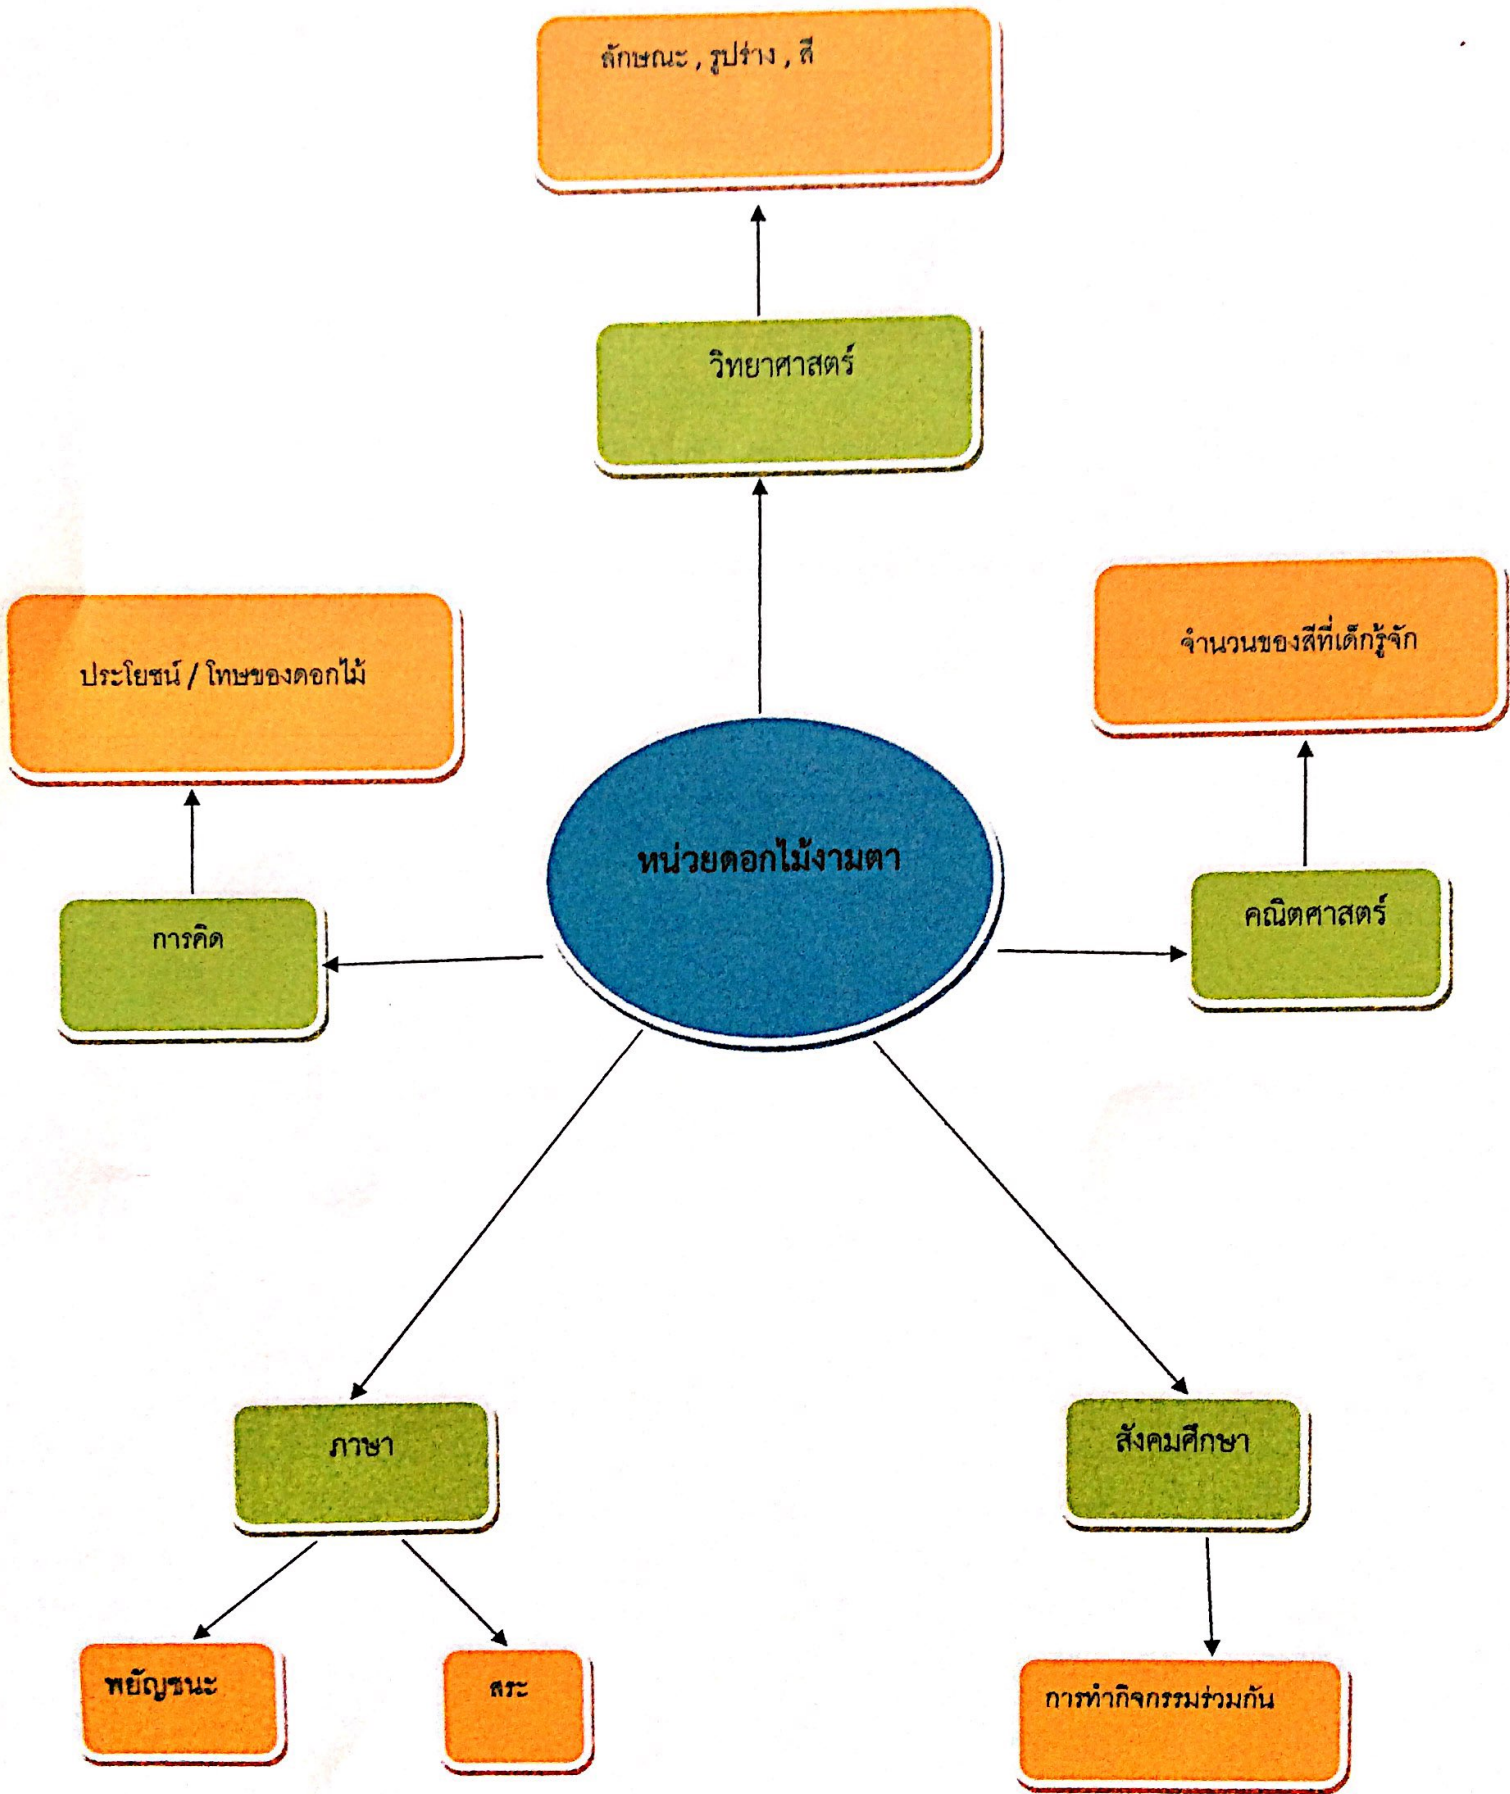 ลักษณะ , รูปร่าง , สี
วิทยาศาสตร์
จำนวนของสีที่เด็กรู้จัก
ประโยชน์ / โทษของดอกไม้
หน่วยดอกไม้งามตา
คณิตศาสตร์
การคิด
ภาษา
สังคมศึกษา
พยัญชนะ
สระ
การทำกิจกรรมร่วมกัน